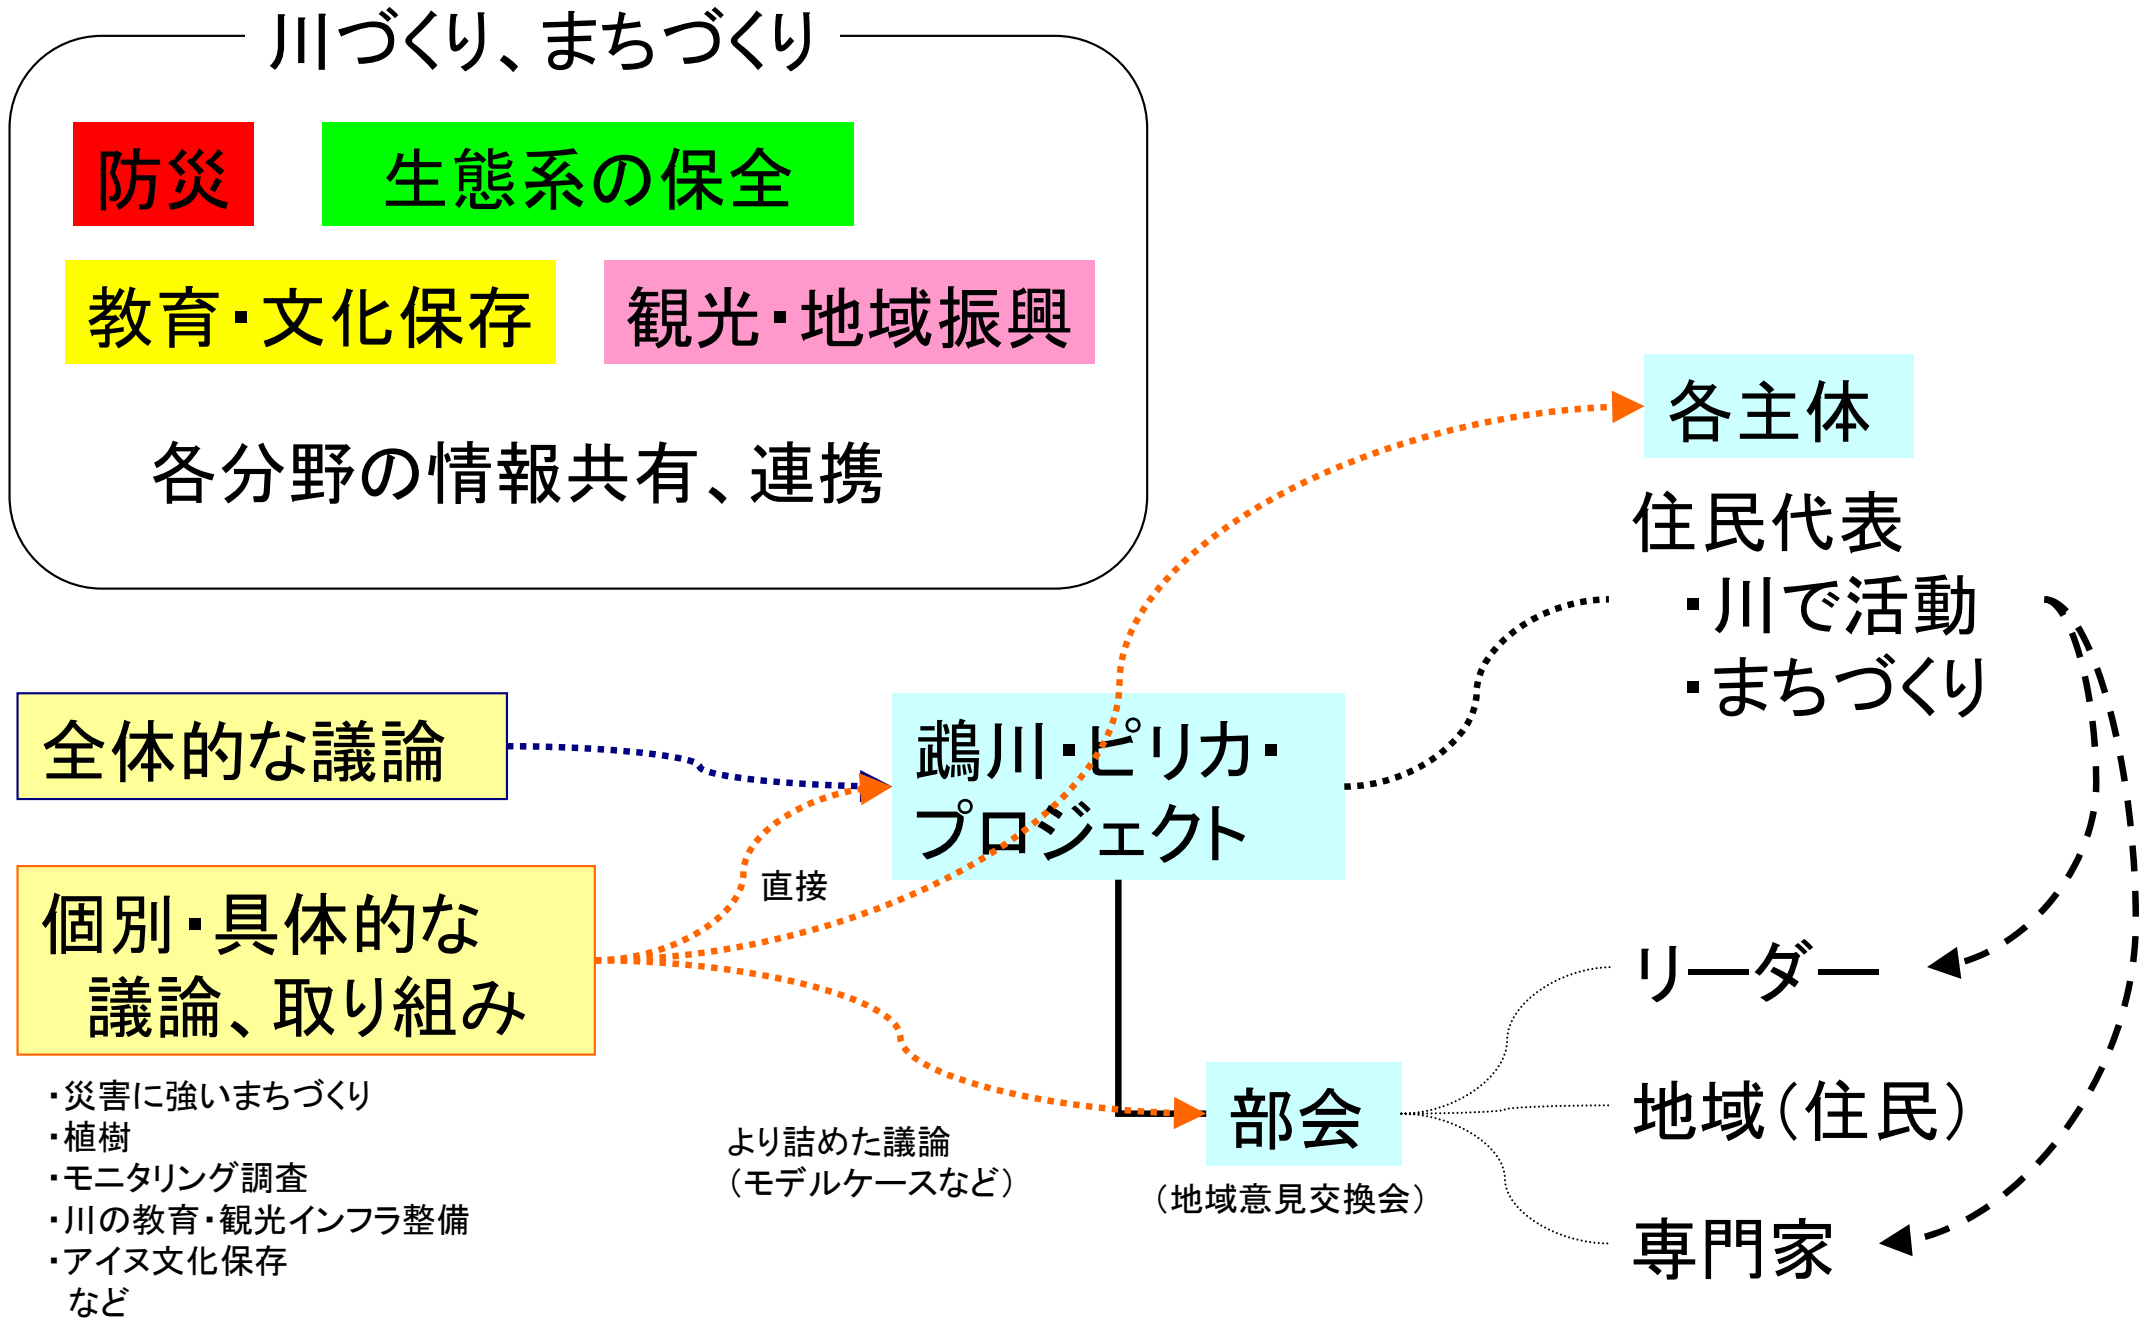 川づくり、まちづくり
防災
生態系の保全
教育・文化保存
観光・地域振興
各分野の情報共有、連携
各主体
住民代表
・川で活動
・まちづくり
全体的な議論
鵡川・ピリカ・
プロジェクト
個別・具体的な
議論、取り組み
直接
・災害に強いまちづくり
・植樹
・モニタリング調査
・川の教育・観光インフラ整備
・アイヌ文化保存
など
より詰めた議論
（モデルケースなど）
部会
（地域意見交換会）
リーダー
地域（住民）
専門家